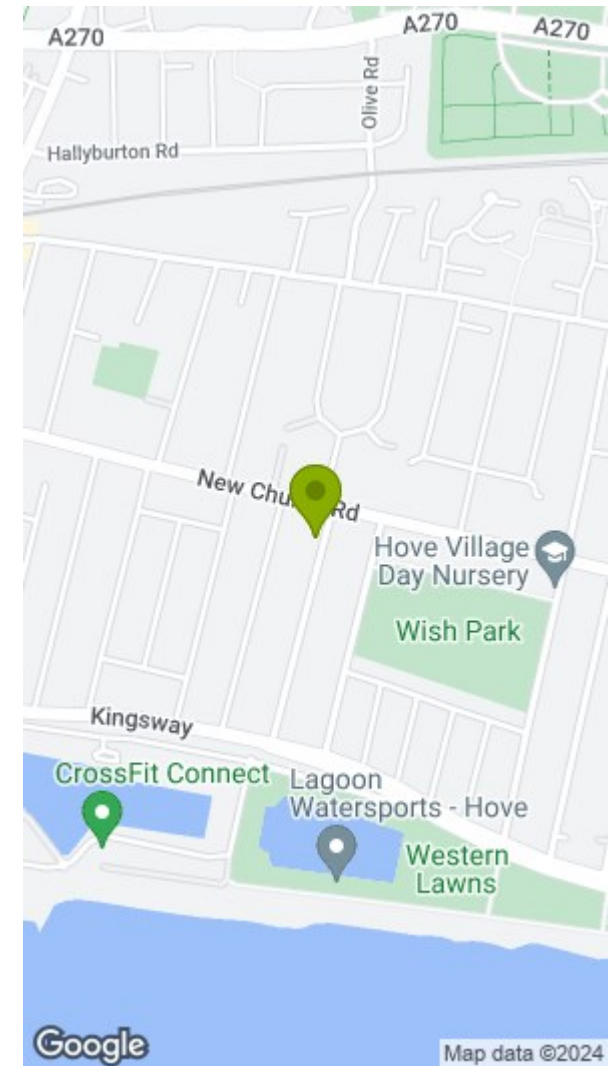 A270
A270
A270
Olive Rd
Hallyburton Rd
New Chu
Rd
Hove Village
Day Nursery
Wish Park
Kingsway
CrossFit Connect
Lagoon
Watersports - Hove
Western
Lawns
Google
Map data ©2024